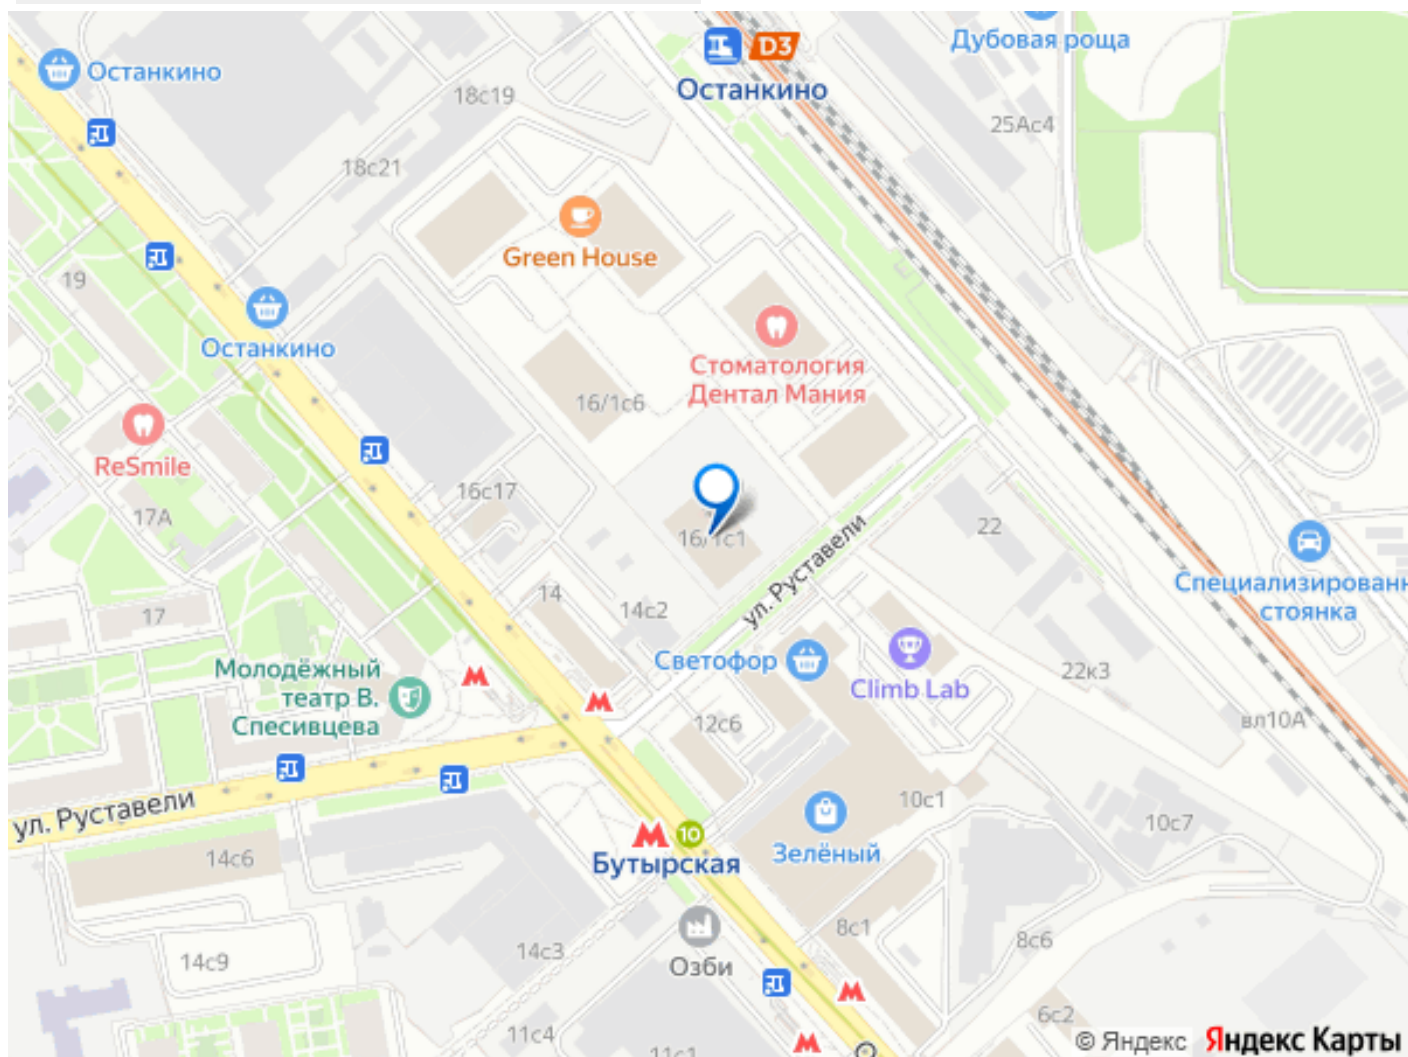 Останкино
D3
Останкино
Дубовая роща
18с19
25Ас4
18с21
Green House
19
Останкино
Стоматология
Дентал Мания
16/1с6
ReSmile
16с17
17А
16/1с1
22
ул. Руставели
Специализированн
стоянка
14
14с2
17
Молодёжный
театр В.
Спесивцева
Светофор
Climb Lab
22к3
12с6
вл10А
ул. Руставели
10с1
10с7
10
Бутырская
Зелёный
14с6
8с1
8с6
14с3
14с9
Озби
6с2
11с4
11с1
© Яндекс
Яндекс Карты